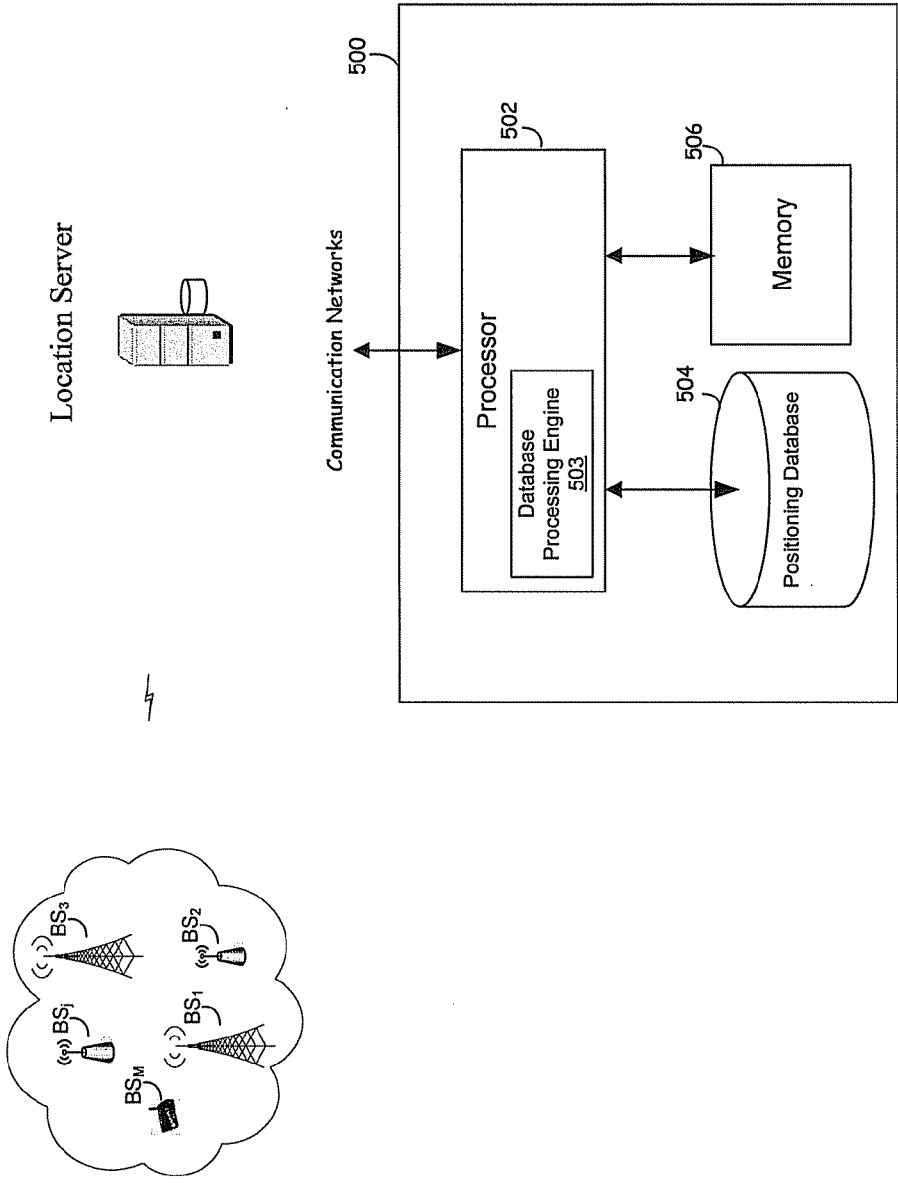 Location Server
BS3
BSj
BS2
BS1
BSM
Communication Networks
500
502
Processor
Database
Processing Engine
503
504
506
Positioning Database
Memory